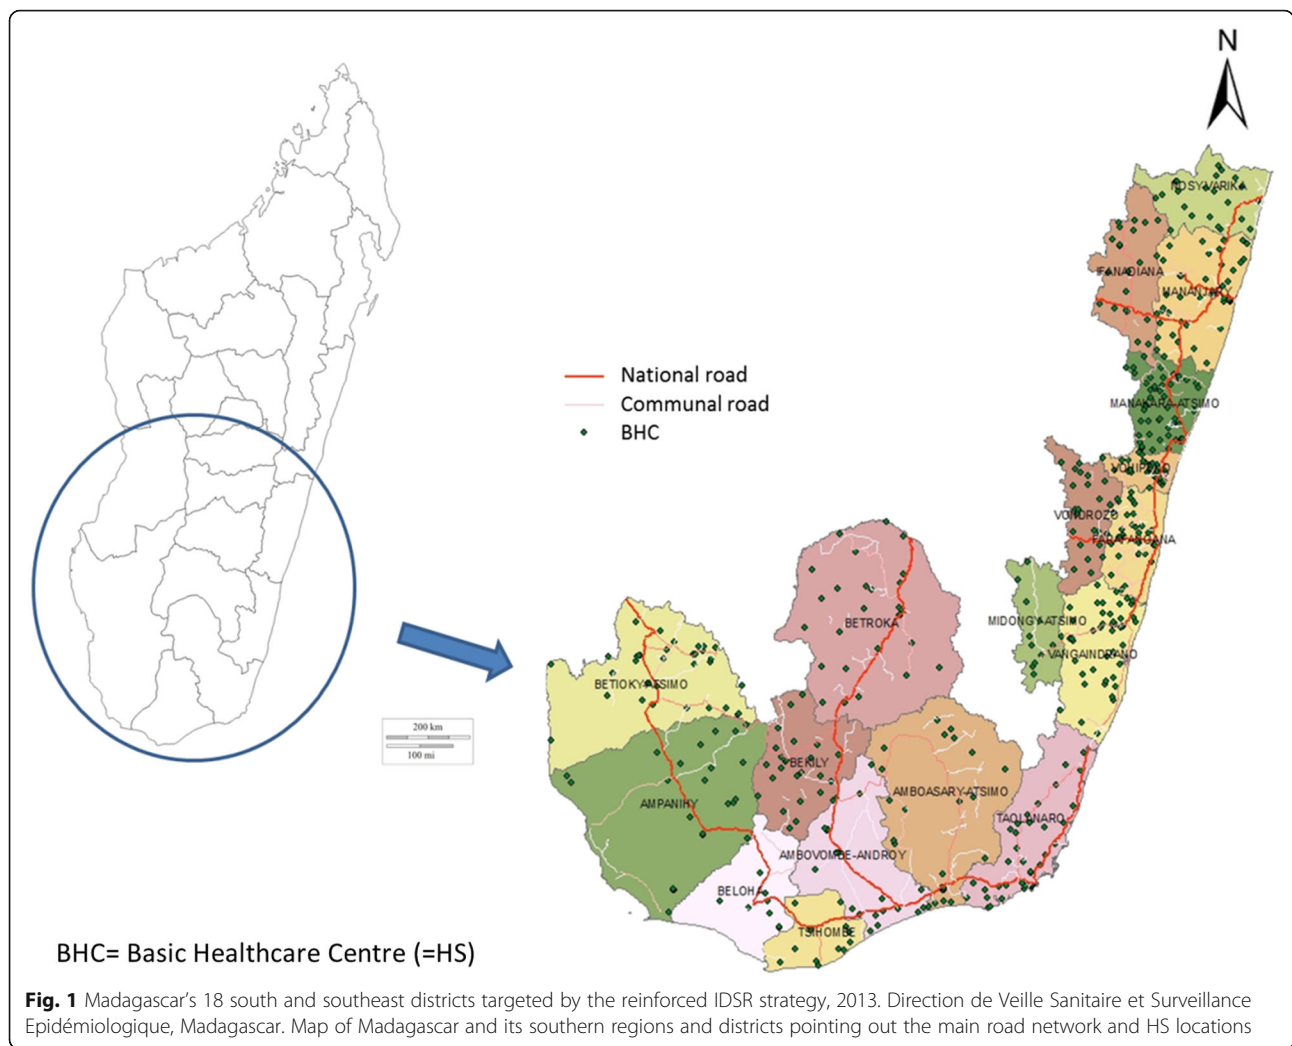 N
NOSY-VARIKA
IFANADIANA
MANANJARY
National road
Communal road
BHC
MANAKARA-ATSIMO
VOHIPENO
VONDROZO
FARAFANGANA
MIDONGY-ATSIMO
BETROKA
VANGAINDRANO
BETIOKY-ATSIMO
200 km
100 mi
BEKILY
AMBOASARY-ATSIMO
AMPANIHY
TAOLANARO
AMBOVOMBE-ANDROY
BELOHA
TSIHOMBE
BHC= Basic Healthcare Centre (=HS)
Fig. 1 Madagascar's 18 south and southeast districts targeted by the reinforced IDSR strategy, 2013. Direction de Veille Sanitaire et Surveillance
Epidémiologique, Madagascar. Map of Madagascar and its southern regions and districts pointing out the main road network and HS locations